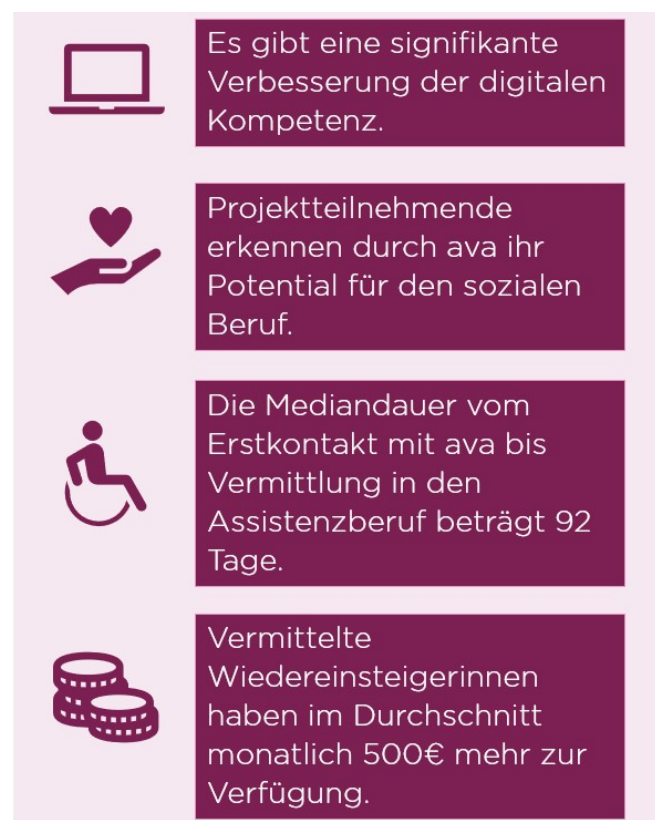 Es gibt eine signifikante
Verbesserung der digitalen
Kompetenz.
Projektteilnehmende
erkennen durch ava ihr
Potential für den sozialen
Beruf.
Die Mediandauer vom
Erstkontakt mit ava bis
Vermittlung in den
Assistenzberuf beträgt 92
Tage.
Vermittelte
Wiedereinsteigerinnen
haben im Durchschnitt
monatlich 500€ mehr zur
Verfügung.